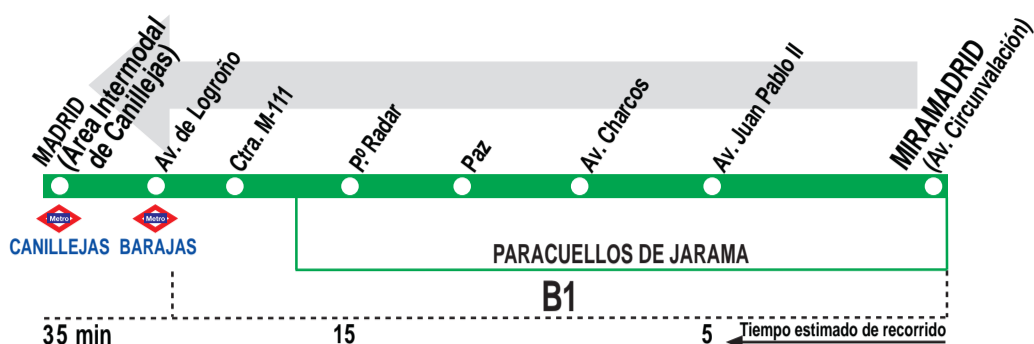 MADRID
(Área Intermodal
de Canillejas)
Av. de Logroño
Ctra. M-111
Pº Radar
Paz
Av. Charcos
Av. Juan Pablo II
MIRAMADRID
(Av. Circunvalación)
Metro
CANILLEJAS
Metro
BARAJAS
PARACUELLOS DE JARAMA
B1
35 min
15
5
Tiempo estimado de recorrido